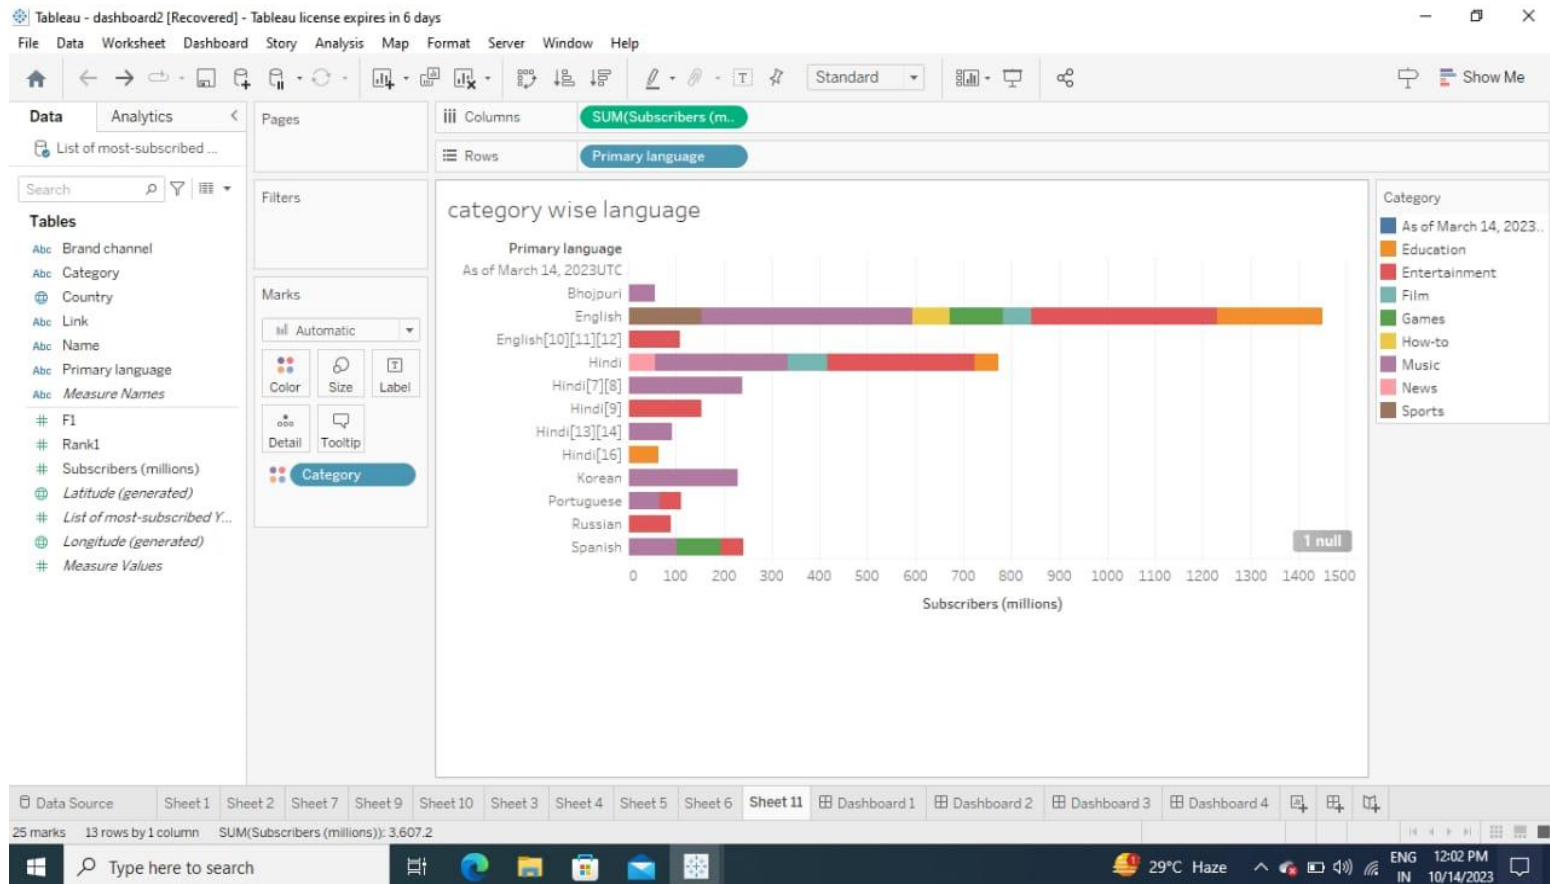 Tableau - dashboard2 [Recovered] - Tableau license expires in 6 days
File Data Worksheet Dashboard Story Analysis Map Format Server Window Help
Standard
Show Me
Data Analytics
Pages
Columns SUM(Subscribers (m..
List of most-subscribed ...
Rows Primary language
Search
Filters
Tables
Abc Brand channel
Abc Category
Country
Abc Link
Abc Name
Abc Primary language
Abc Measure Names
# F1
# Rank1
# Subscribers (millions)
Latitude (generated)
# List of most-subscribed Y...
Longitude (generated)
# Measure Values
Marks
Automatic
Color Size Label
Detail Tooltip
Category
category wise language
Primary language
As of March 14, 2023UTC
Bhojpuri
English
English[10][11][12]
Hindi
Hindi[7][8]
Hindi[9]
Hindi[13][14]
Hindi[16]
Korean
Portuguese
Russian
Spanish
1 null
0 100 200 300 400 500 600 700 800 900 1000 1100 1200 1300 1400 1500
Subscribers (millions)
Category
As of March 14, 2023..
Education
Entertainment
Film
Games
How-to
Music
News
Sports
Data Source Sheet 1 Sheet 2 Sheet 7 Sheet 9 Sheet 10 Sheet 3 Sheet 4 Sheet 5 Sheet 6 Sheet 11 Dashboard 1 Dashboard 2 Dashboard 3 Dashboard 4
25 marks 13 rows by 1 column SUM(Subscribers (millions)): 3,607.2
Type here to search
29°C Haze
ENG 12:02 PM
IN 10/14/2023